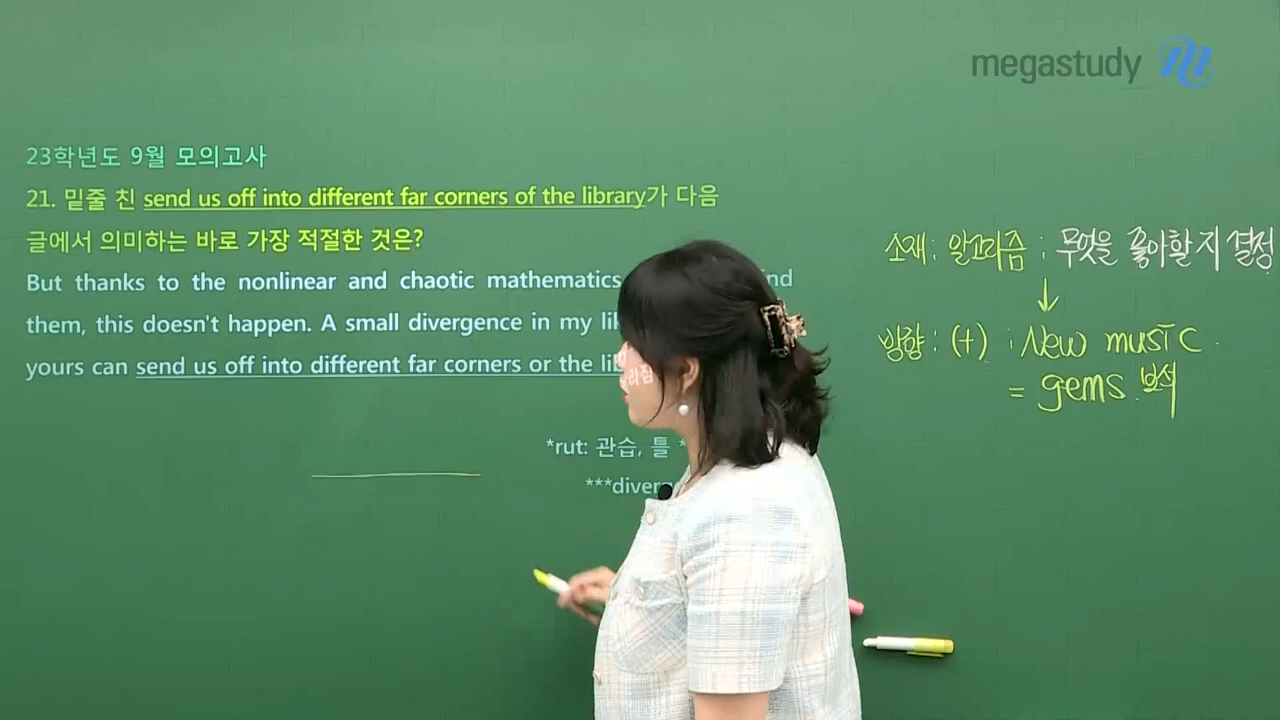 megastudy
23학년도 9월 모의고사
21. 밑줄 친 send us off into different far corners of the library가 다음
글에서 의미하는 바로 가장 적절한 것은?
But thanks to the nonlinear and chaotic mathematics
them, this doesn't happen. A small divergence in my
yours can send us off into different far corners or the
*rut: 관습, 틀
소재: 알고리즘 : 무엇을 좋아할지 결정
↓
방향: (+) : New music
= gems 보석